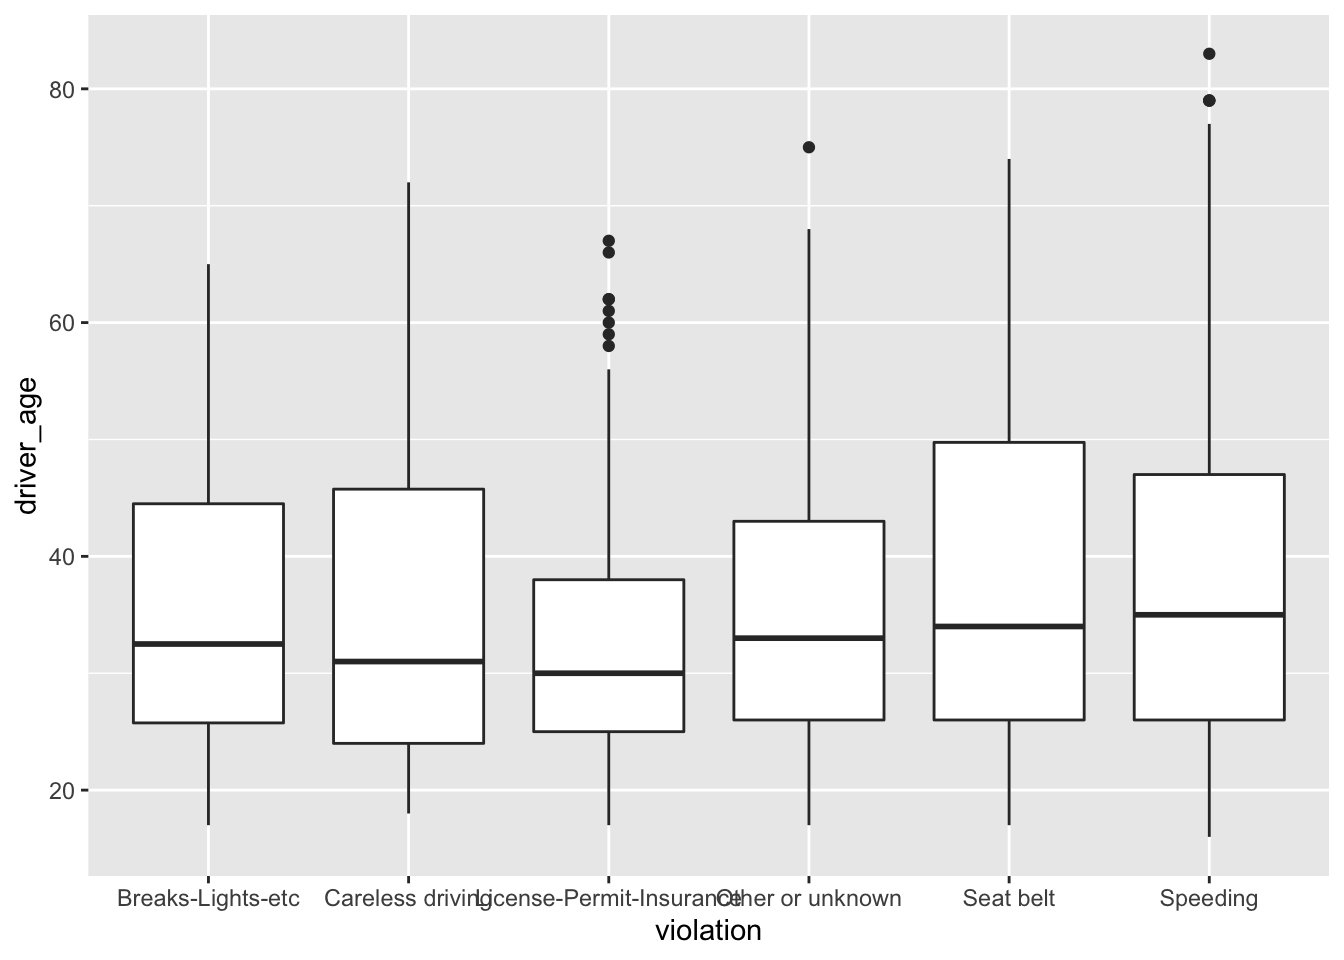 80
60
40
20
driver_age
Breaks-Lights-etc
Careless driving
License-Permit-Insurance
Other or unknown
Seat belt
Speeding
violation